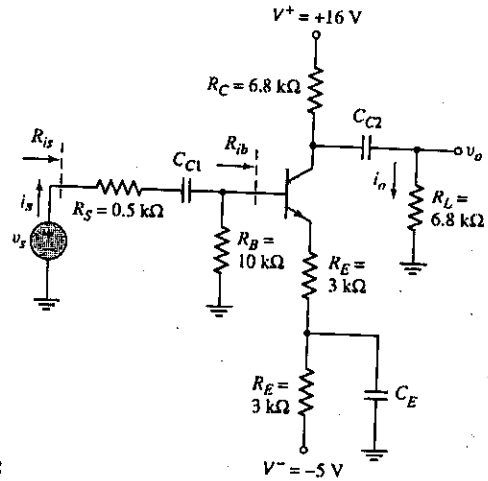 V⁺ = +16 V
R_C = 6.8 kΩ
C_C2
v_o
R_is
C_C1
R_ib
i_o
i_s
R_S = 0.5 kΩ
R_L =
6.8 kΩ
v_s
R_B =
10 kΩ
R_E =
3 kΩ
R_E =
3 kΩ
C_E
V⁻ = −5 V